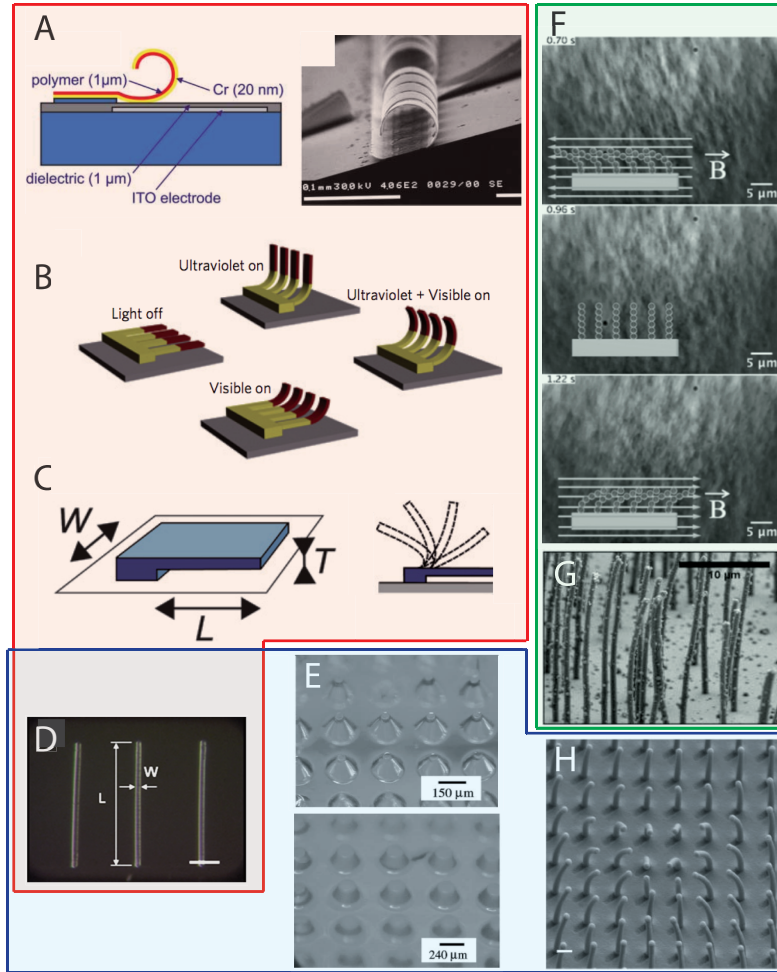 A
polymer (1µm)
Cr (20 nm)
dielectric (1 µm)
ITO electrode
0,1mm30,0kV 4,06E2 0029/00 SE
B
Ultraviolet on
Light off
Ultraviolet + Visible on
Visible on
C
W
T
L
D
L
W
E
150 µm
240 µm
F
0.70 s
B
5 µm
0.96 s
5 µm
1.22 s
B
5 µm
G
10 µm
H